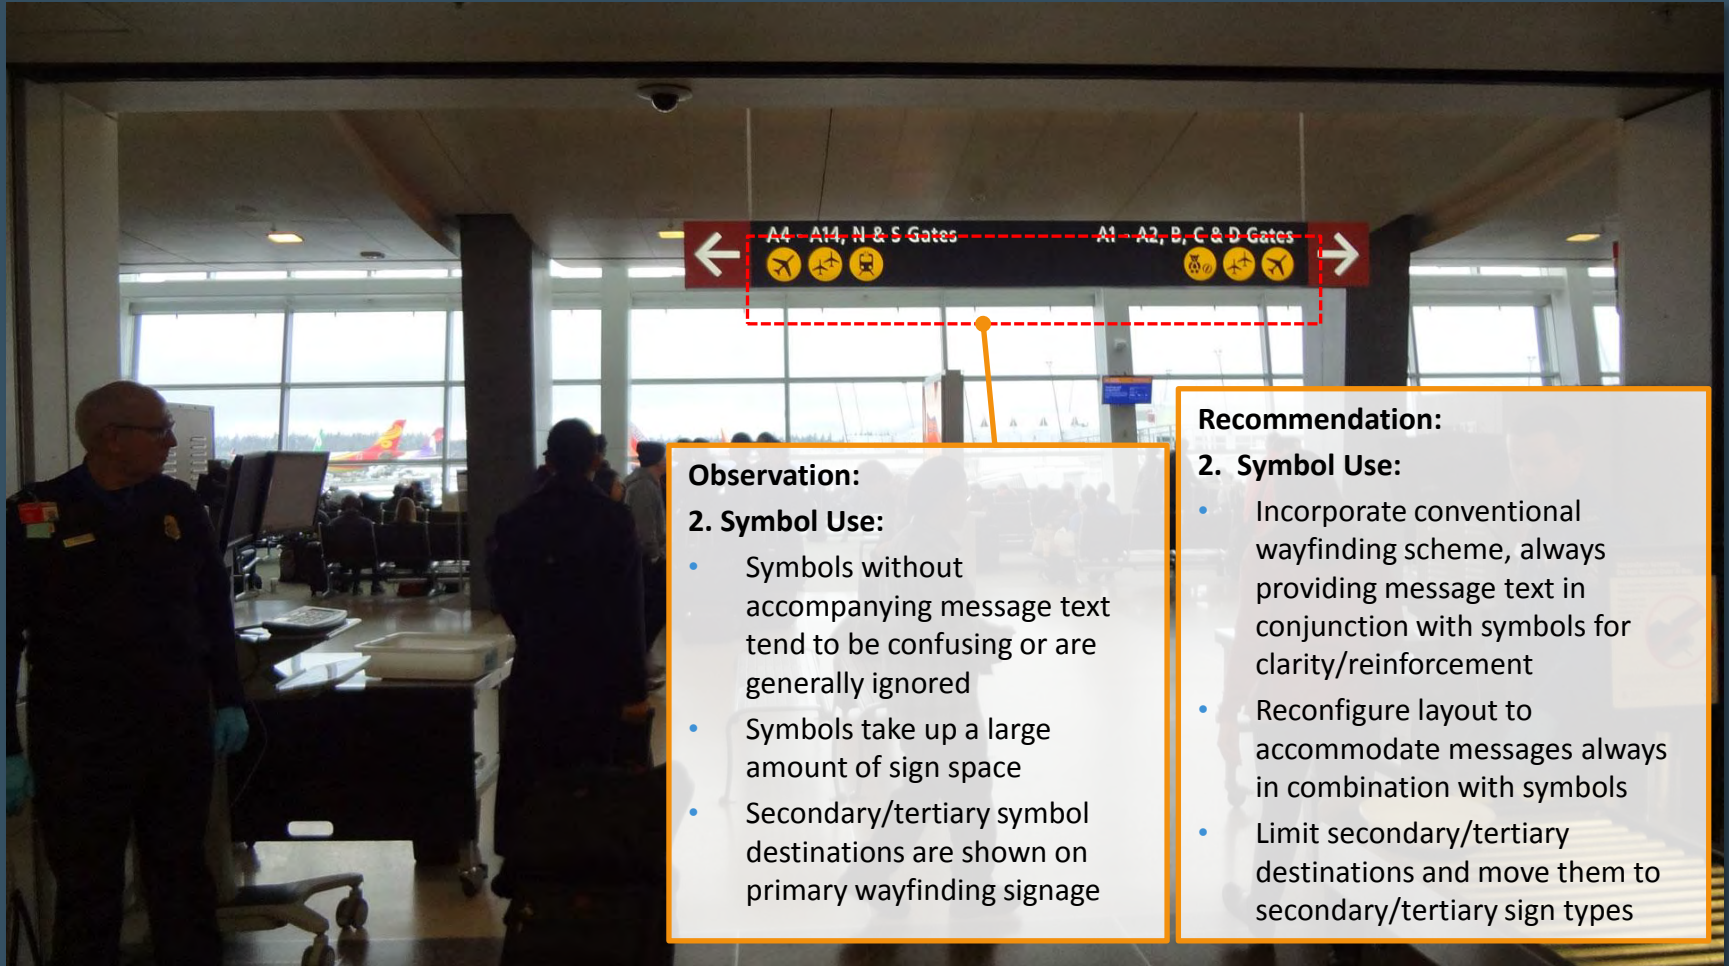 A4 - A14, N & S Gates
A1 - A2, B, C & D Gates
Observation:
2. Symbol Use:
• Symbols without
accompanying message text
tend to be confusing or are
generally ignored
• Symbols take up a large
amount of sign space
• Secondary/tertiary symbol
destinations are shown on
primary wayfinding signage
Recommendation:
2. Symbol Use:
• Incorporate conventional
wayfinding scheme, always
providing message text in
conjunction with symbols for
clarity/reinforcement
• Reconfigure layout to
accommodate messages always
in combination with symbols
• Limit secondary/tertiary
destinations and move them to
secondary/tertiary sign types